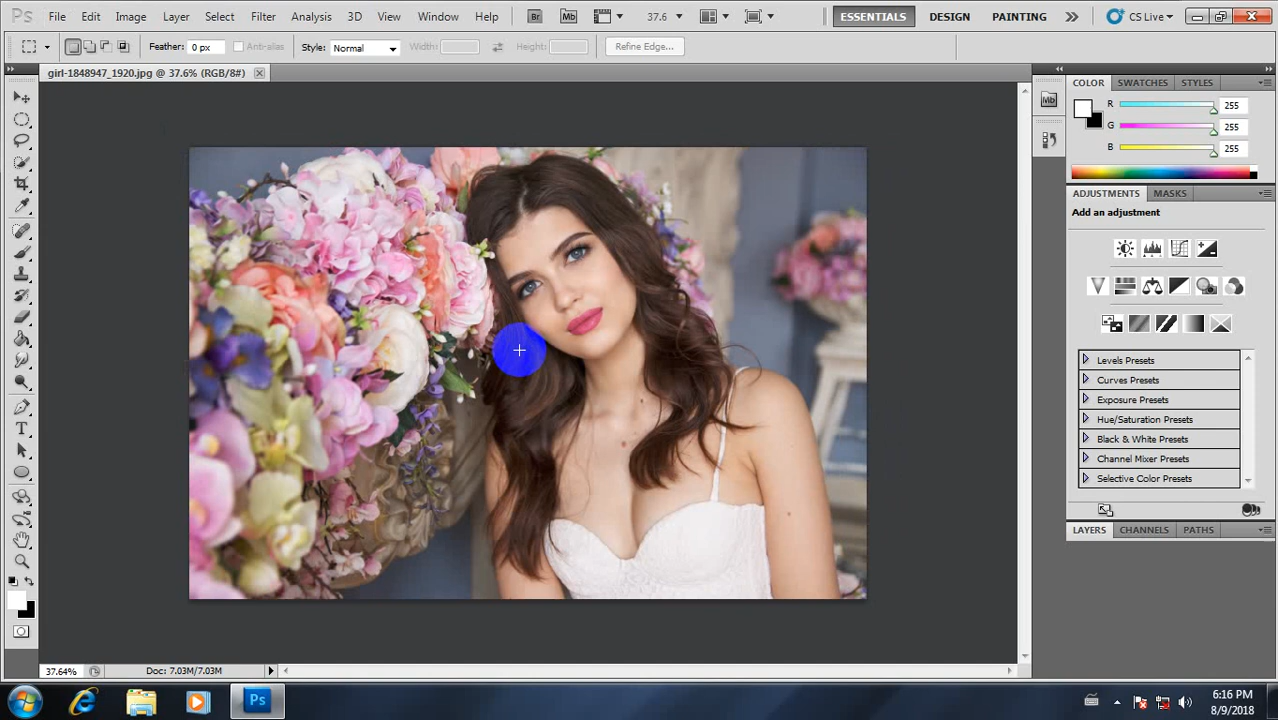 Ps File Edit Image Layer Select Filter Analysis 3D View Window Help Br Mb 37.6 ESSENTIALS DESIGN PAINTING CS Live
Feather: 0 px Anti-alias Style: Normal Width: Height: Refine Edge...
girl-1848947_1920.jpg @ 37.6% (RGB/8#)
COLOR SWATCHES STYLES
Mb
R 255
G 255
B 255
ADJUSTMENTS MASKS
Add an adjustment
Levels Presets
Curves Presets
Exposure Presets
Hue/Saturation Presets
Black & White Presets
Channel Mixer Presets
Selective Color Presets
LAYERS CHANNELS PATHS
37.64% Doc: 7.03M/7.03M
Ps
6:16 PM
8/9/2018